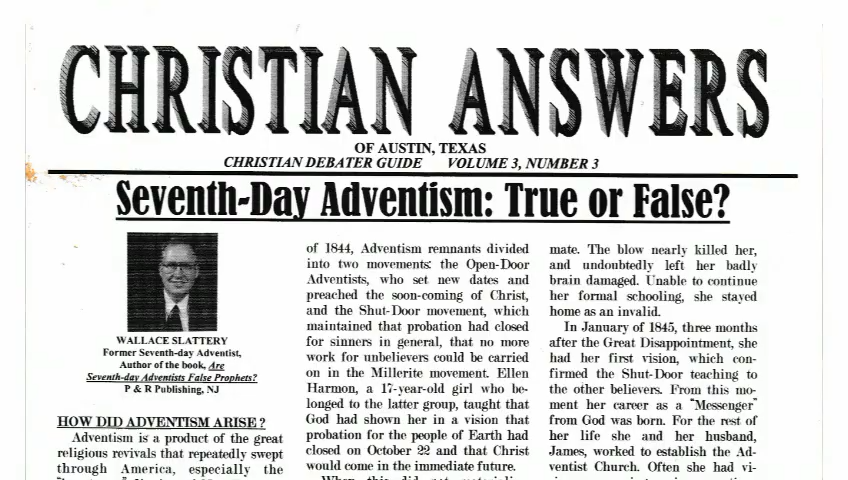 CHRISTIAN ANSWERS
OF AUSTIN, TEXAS
CHRISTIAN DEBATER GUIDE VOLUME 3, NUMBER 3
Seventh-Day Adventism: True or False?
WALLACE SLATTERY
Former Seventh-day Adventist,
Author of the book, Are
Seventh-day Adventists False Prophets?
P & R Publishing, NJ
HOW DID ADVENTISM ARISE ?
Adventism is a product of the great
religious revivals that repeatedly swept
through America, especially the
of 1844, Adventism remnants divided
into two movements: the Open-Door
Adventists, who set new dates and
preached the soon-coming of Christ,
and the Shut-Door movement, which
maintained that probation had closed
for sinners in general, that no more
work for unbelievers could be carried
on in the Millerite movement. Ellen
Harmon, a 17-year-old girl who be-
longed to the latter group, taught that
God had shown her in a vision that
probation for the people of Earth had
closed on October 22 and that Christ
would come in the immediate future.
When this did not
mate. The blow nearly killed her,
and undoubtedly left her badly
brain damaged. Unable to continue
her formal schooling, she stayed
home as an invalid.
In January of 1845, three months
after the Great Disappointment, she
had her first vision, which con-
firmed the Shut-Door teaching to
the other believers. From this mo-
ment her career as a "Messenger"
from God was born. For the rest of
her life she and her husband,
James, worked to establish the Ad-
ventist Church. Often she had vi-